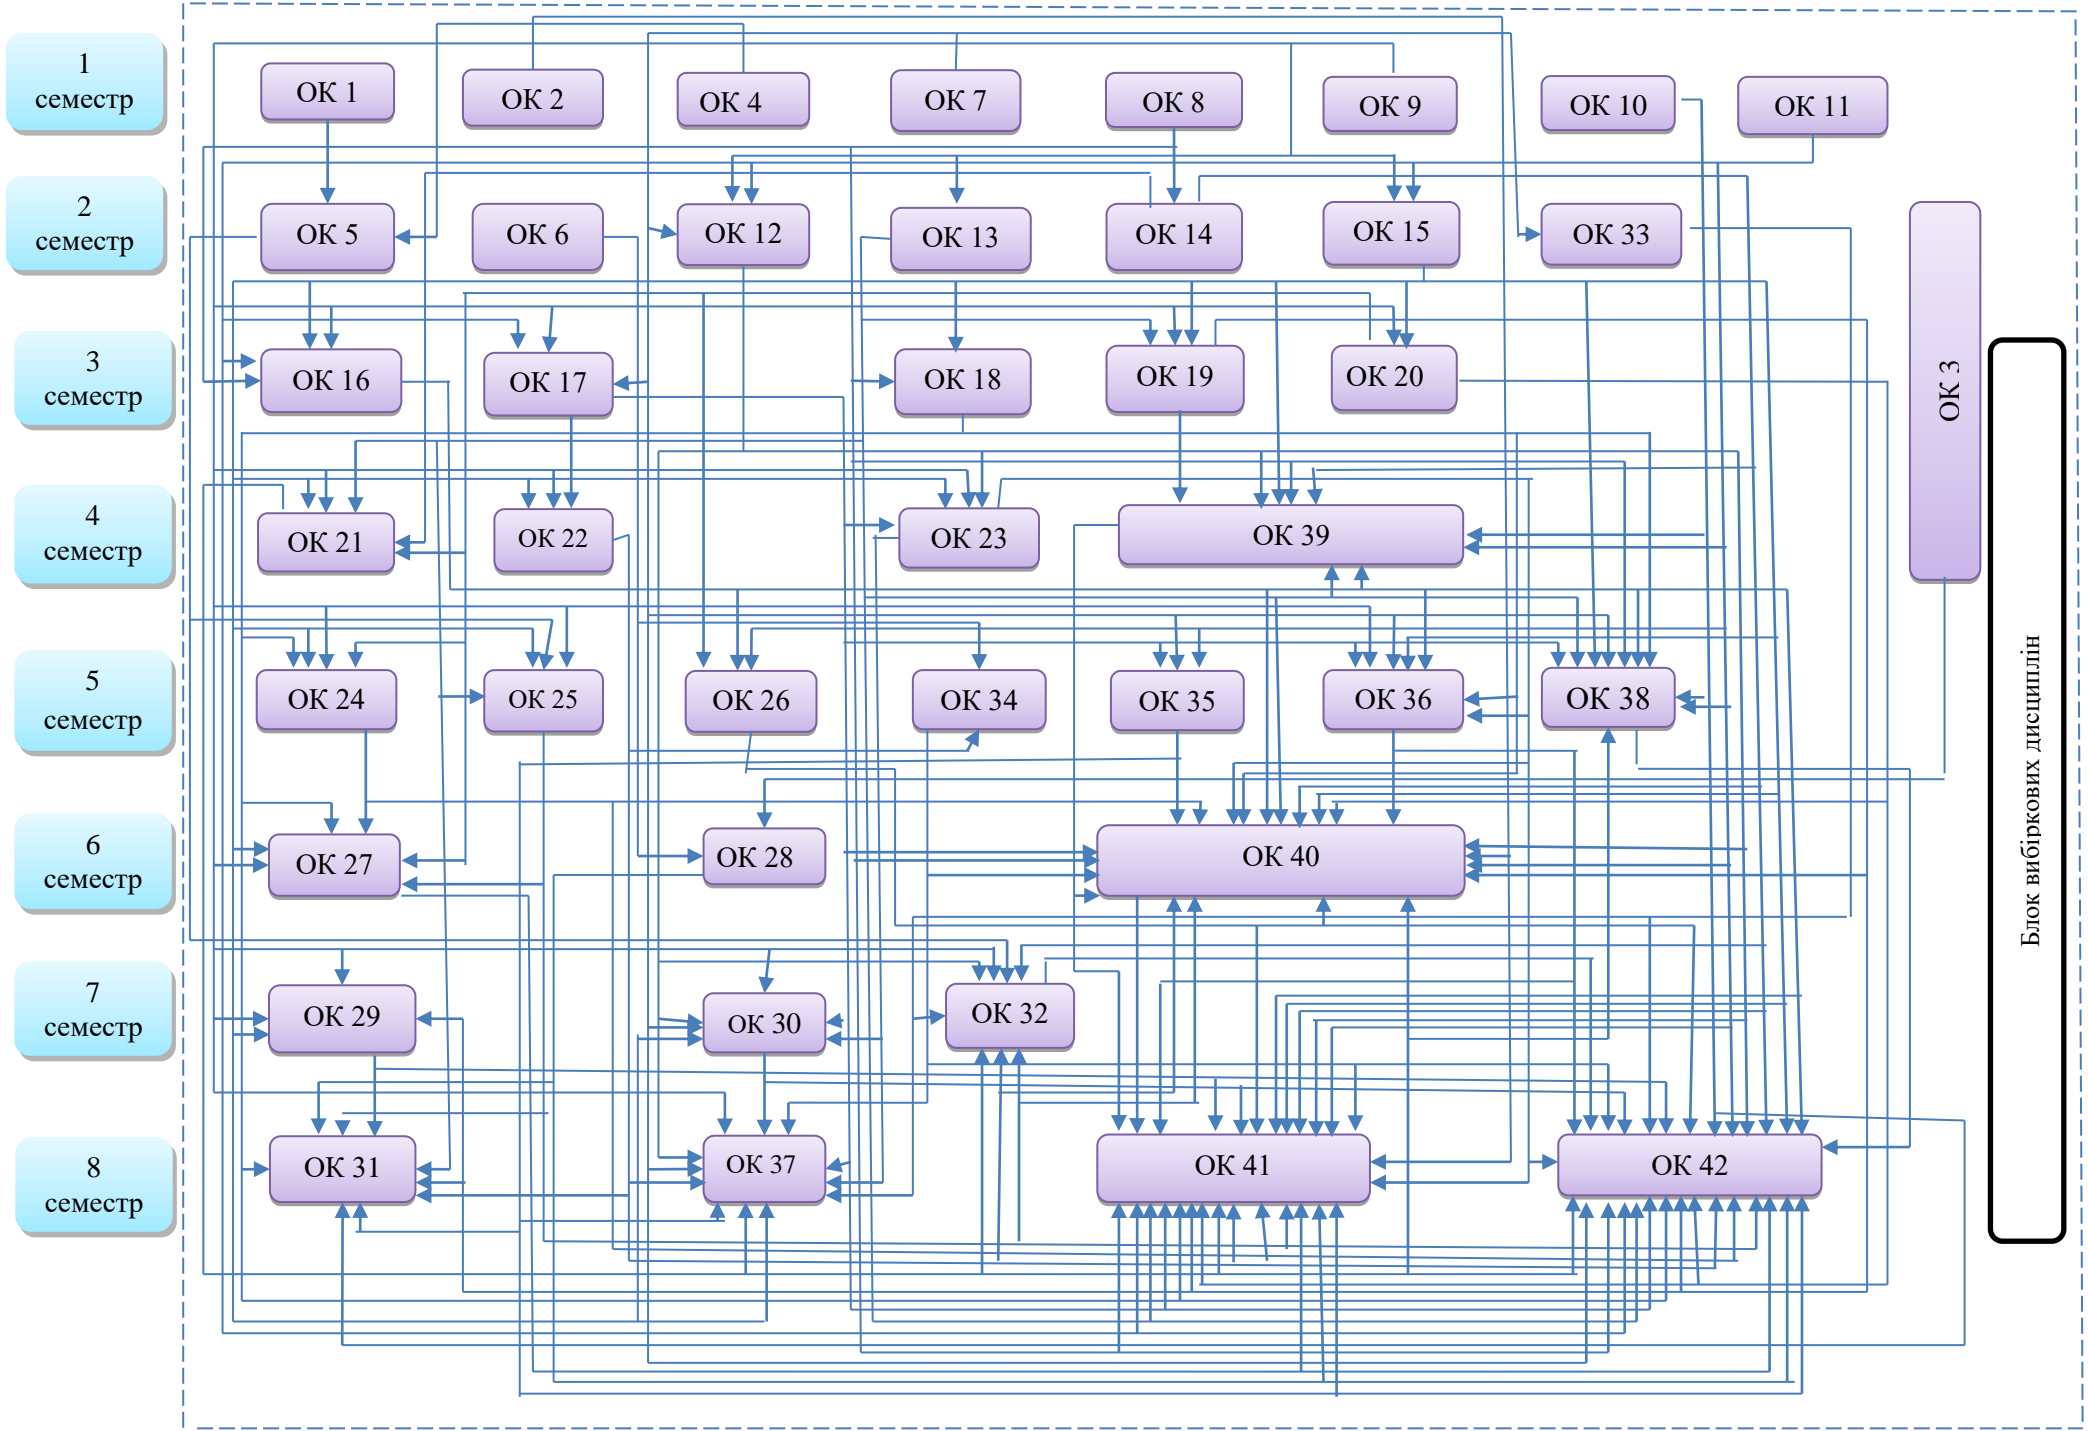 1
семестр
ОК 1
ОК 2
ОК 4
ОК 7
ОК 8
ОК 9
ОК 10
ОК 11
2
семестр
ОК 5
ОК 6
ОК 12
ОК 13
ОК 14
ОК 15
ОК 33
ОК 3
3
семестр
ОК 16
ОК 17
ОК 18
ОК 19
ОК 20
4
семестр
ОК 21
ОК 22
ОК 23
ОК 39
5
семестр
ОК 24
ОК 25
ОК 26
ОК 34
ОК 35
ОК 36
ОК 38
Блок вибіркових дисциплін
6
семестр
ОК 27
ОК 28
ОК 40
7
семестр
ОК 29
ОК 30
ОК 32
8
семестр
ОК 31
ОК 37
ОК 41
ОК 42